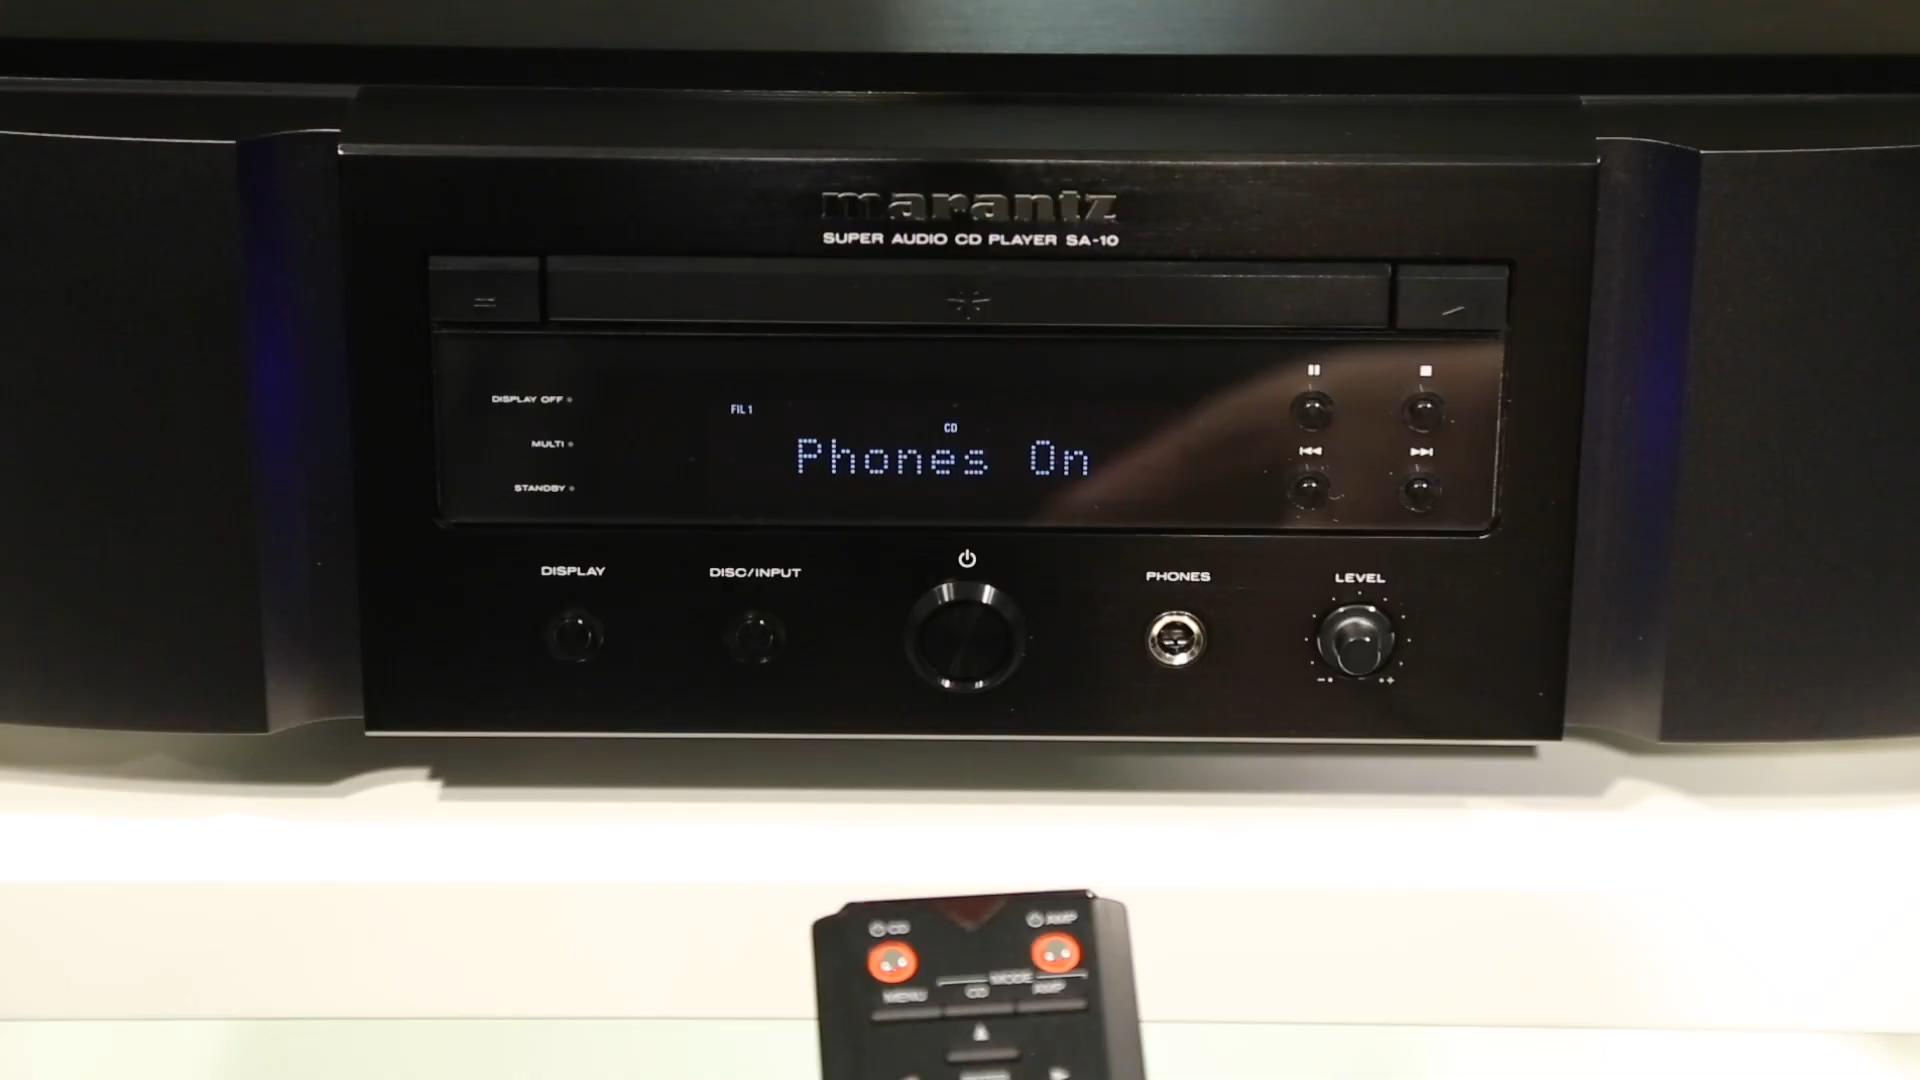 marantz
SUPER AUDIO CD PLAYER SA-10
DISPLAY OFF
FIL 1
CD
MULTI
Phones On
STANDBY
DISPLAY
DISC/INPUT
PHONES
LEVEL
CD
AMP
MODE
MENU
CD
AMP